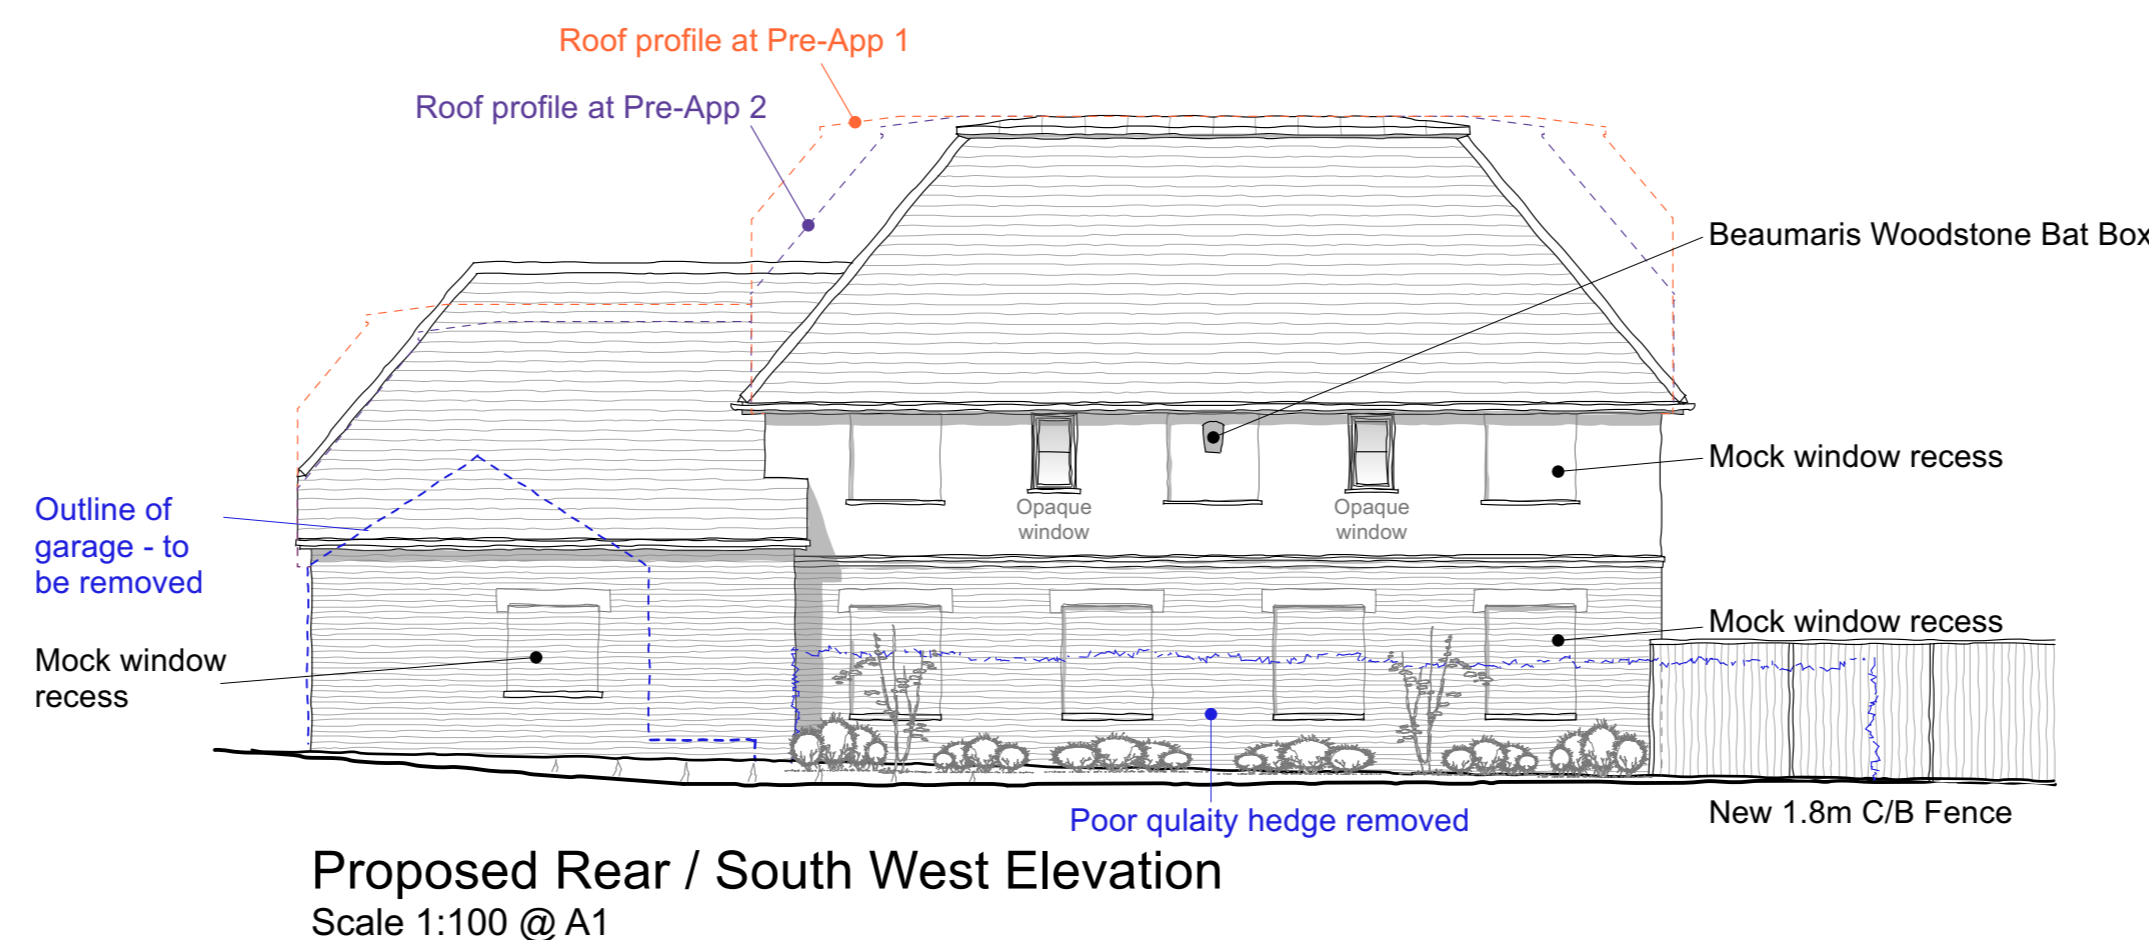 Roof profile at Pre-App 1
Roof profile at Pre-App 2
Beaumaris Woodstone Bat Box
Mock window recess
Opaque
window
Opaque
window
Outline of
garage - to
be removed
Mock window recess
Mock window
recess
Poor qulaity hedge removed
New 1.8m C/B Fence
Proposed Rear / South West Elevation
Scale 1:100 @ A1